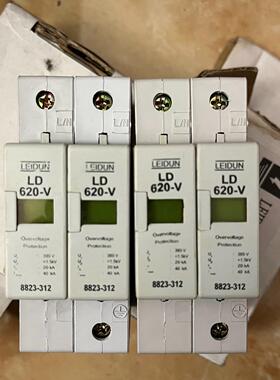 L/N
L/N
LEIDUN
LD
620-V
Overvoltage
Protection
385 V
<1.5kV
20 kA
40 kA
8823-312
LEIDUN
LD
620-V
Overvoltage
Protection
385 V
<1.5kV
20 kA
40 kA
8823-312
LEIDUN
LD
620-V
Overvoltage
Protection
385 V
<1.5kV
20 kA
40 kA
8823-312
LEIDUN
LD
620-V
Overvoltage
Protection
385 V
<1.5kV
20 kA
40 kA
8823-312